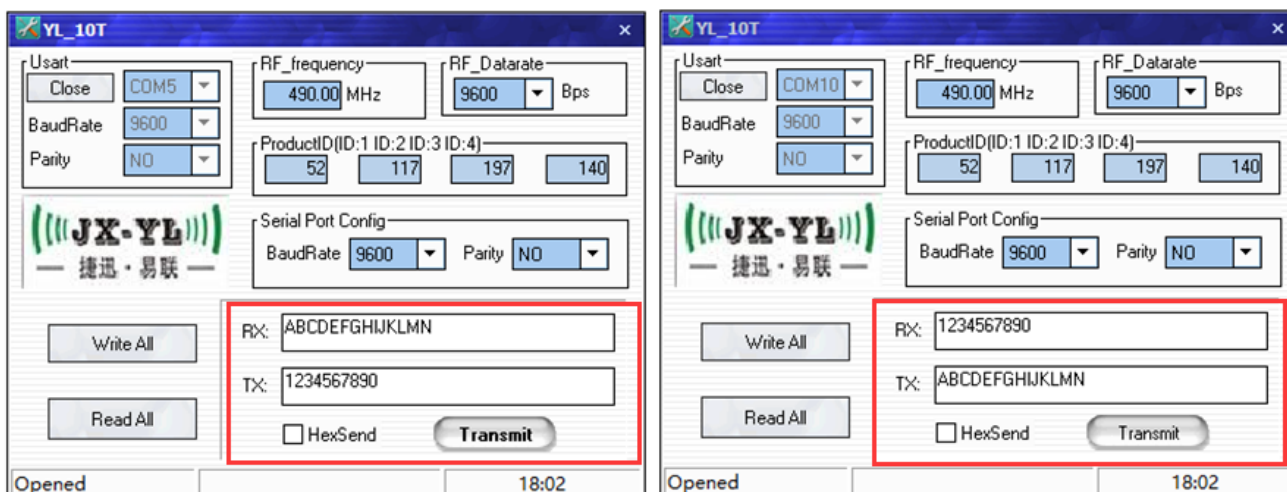 YL_10T
Usart
Close COM5
BaudRate 9600
Parity NO
RF_frequency
490.00 MHz
RF_Datarate
9600 Bps
ProductID(ID:1 ID:2 ID:3 ID:4)
52 117 197 140
JX-YL
捷迅·易联
Serial Port Config
BaudRate 9600 Parity NO
Write All
Read All
RX: ABCDEFGHIJKLMN
TX: 1234567890
HexSend Transmit
Opened 18:02
YL_10T
Usart
Close COM10
BaudRate 9600
Parity NO
RF_frequency
490.00 MHz
RF_Datarate
9600 Bps
ProductID(ID:1 ID:2 ID:3 ID:4)
52 117 197 140
JX-YL
捷迅·易联
Serial Port Config
BaudRate 9600 Parity NO
Write All
Read All
RX: 1234567890
TX: ABCDEFGHIJKLMN
HexSend Transmit
Opened 18:02